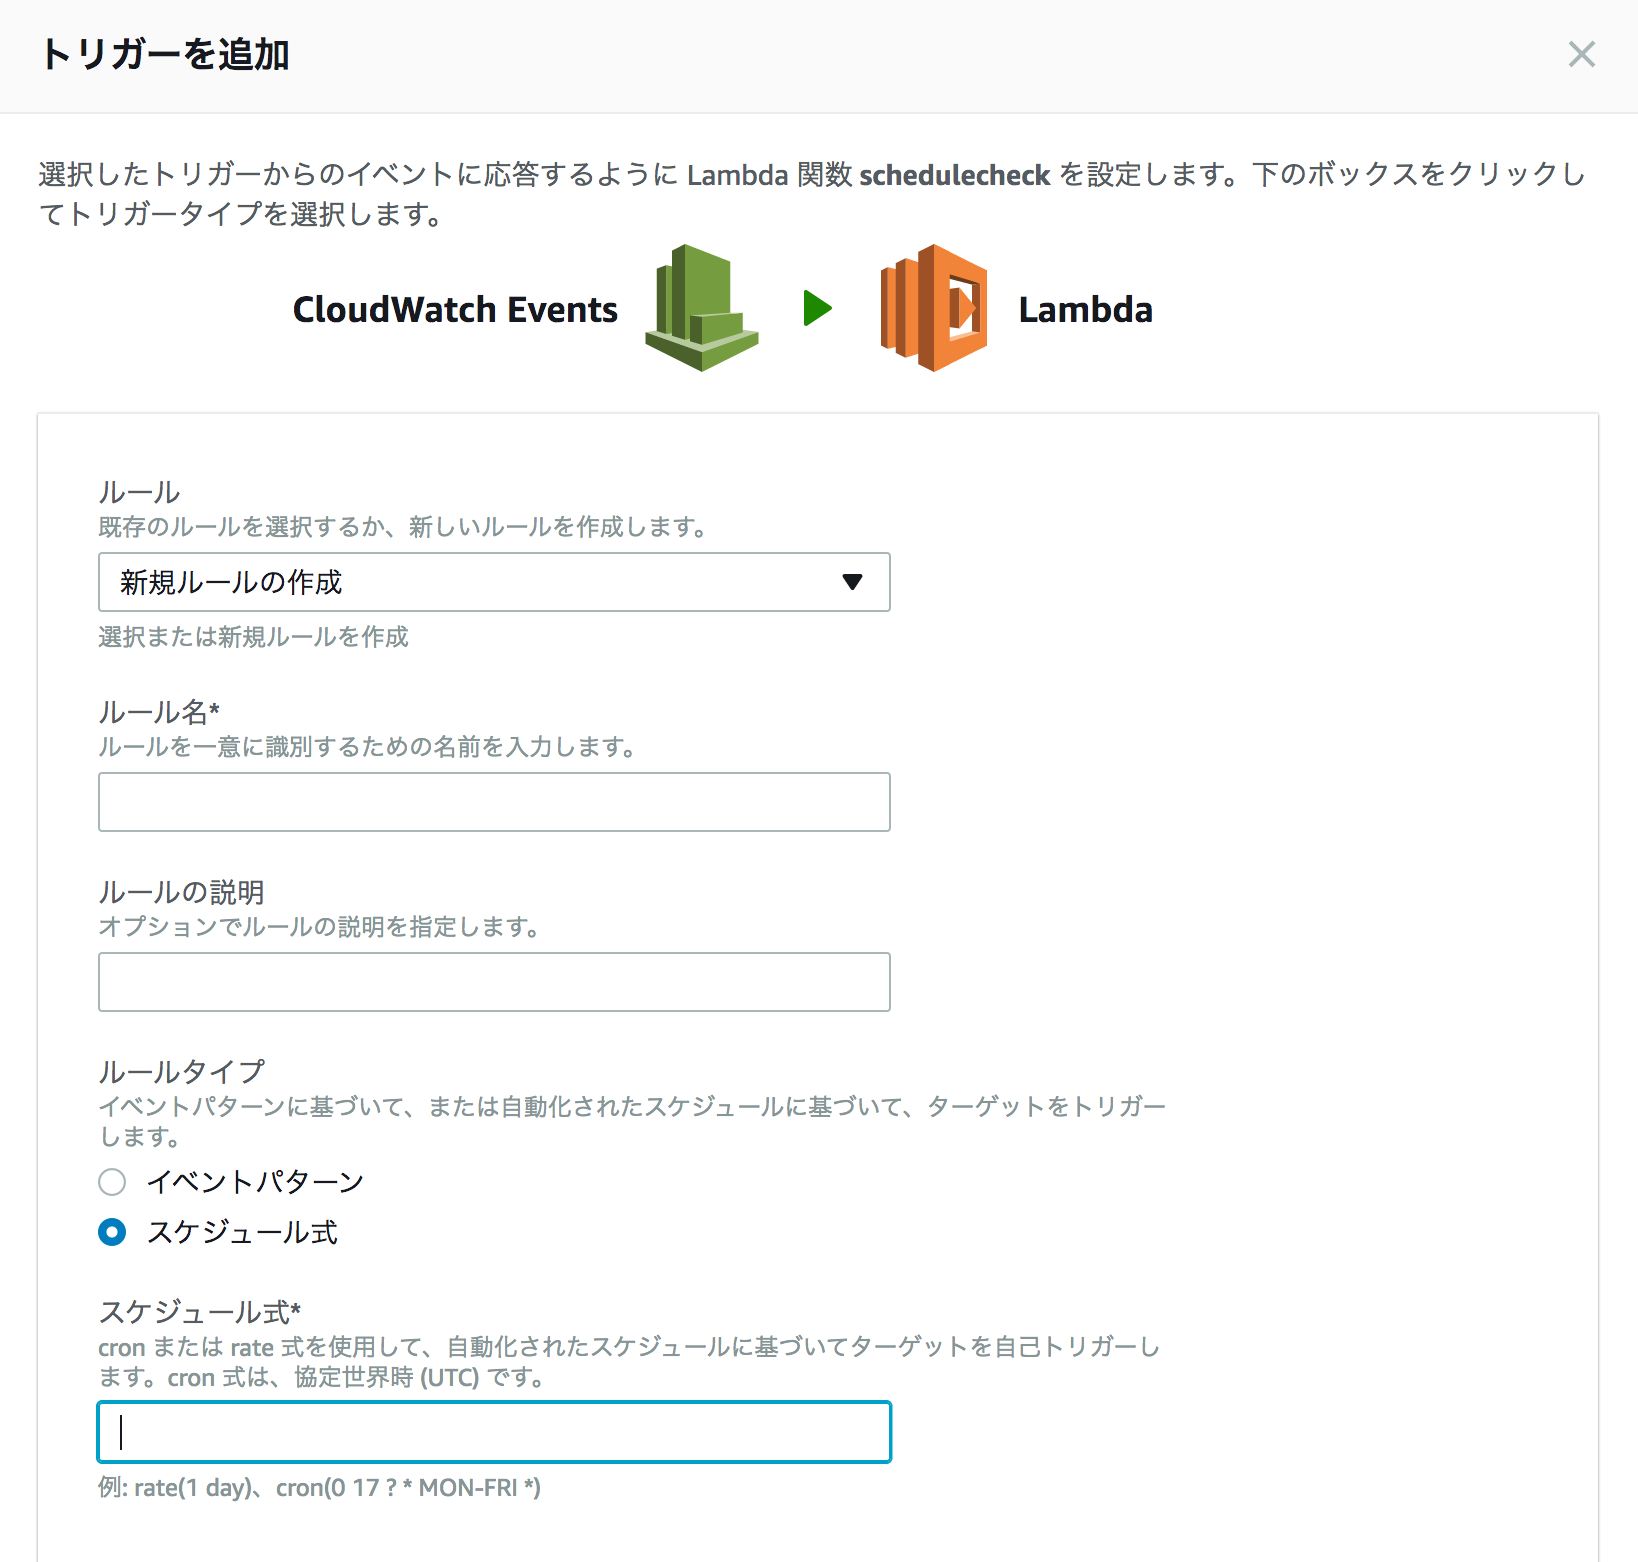 トリガーを追加
選択したトリガーからのイベントに応答するように Lambda 関数 schedulecheck を設定します。下のボックスをクリックし
てトリガータイプを選択します。
CloudWatch Events
Lambda
ルール
既存のルールを選択するか、新しいルールを作成します。
新規ルールの作成
選択または新規ルールを作成
ルール名*
ルールを一意に識別するための名前を入力します。
ルールの説明
オプションでルールの説明を指定します。
ルールタイプ
イベントパターンに基づいて、または自動化されたスケジュールに基づいて、ターゲットをトリガー
します。
イベントパターン
スケジュール式
スケジュール式*
cron または rate 式を使用して、自動化されたスケジュールに基づいてターゲットを自己トリガーし
ます。cron 式は、協定世界時 (UTC) です。
例: rate(1 day)、cron(0 17 ? * MON-FRI *)